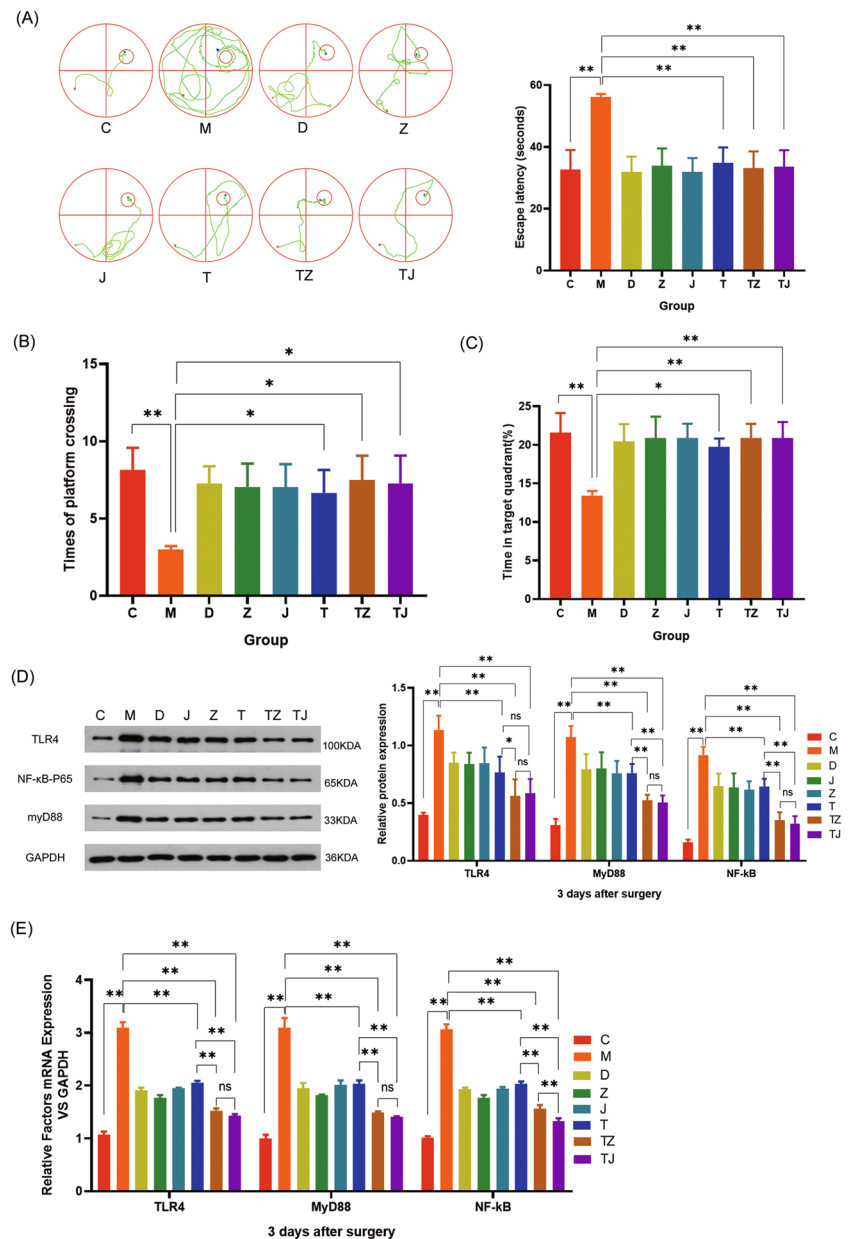 (A)
C M D Z
J T TZ TJ
Escape latency (seconds)
60
40
20
0
** ** ** **
C M D Z J T TZ TJ
Group
(B)
Times of platform crossing
15
10
5
0
** * * *
C M D Z J T TZ TJ
Group
(C)
Time in target quadrant(%)
30
25
20
15
10
5
0
** * ** **
C M D Z J T TZ TJ
Group
(D)
C M D J Z T TZ TJ
TLR4 100KDA
NF-κB-P65 65KDA
myD88 33KDA
GAPDH 36KDA
Relative protein expression
1.5
1.0
0.5
0.0
** ** ** ** * ns ns
** ** ** ** ** ** ns
** ** ** ** ** ** ns
TLR4 MyD88 NF-kB
3 days after surgery
C
M
D
J
Z
T
TZ
TJ
(E)
Relative Factors mRNA Expression
VS GAPDH
4
3
2
1
0
** ** ** ** ** ** ns
** ** ** ** ** ** ns
** ** ** ** ** ** **
TLR4 MyD88 NF-kB
3 days after surgery
C
M
D
Z
J
T
TZ
TJ